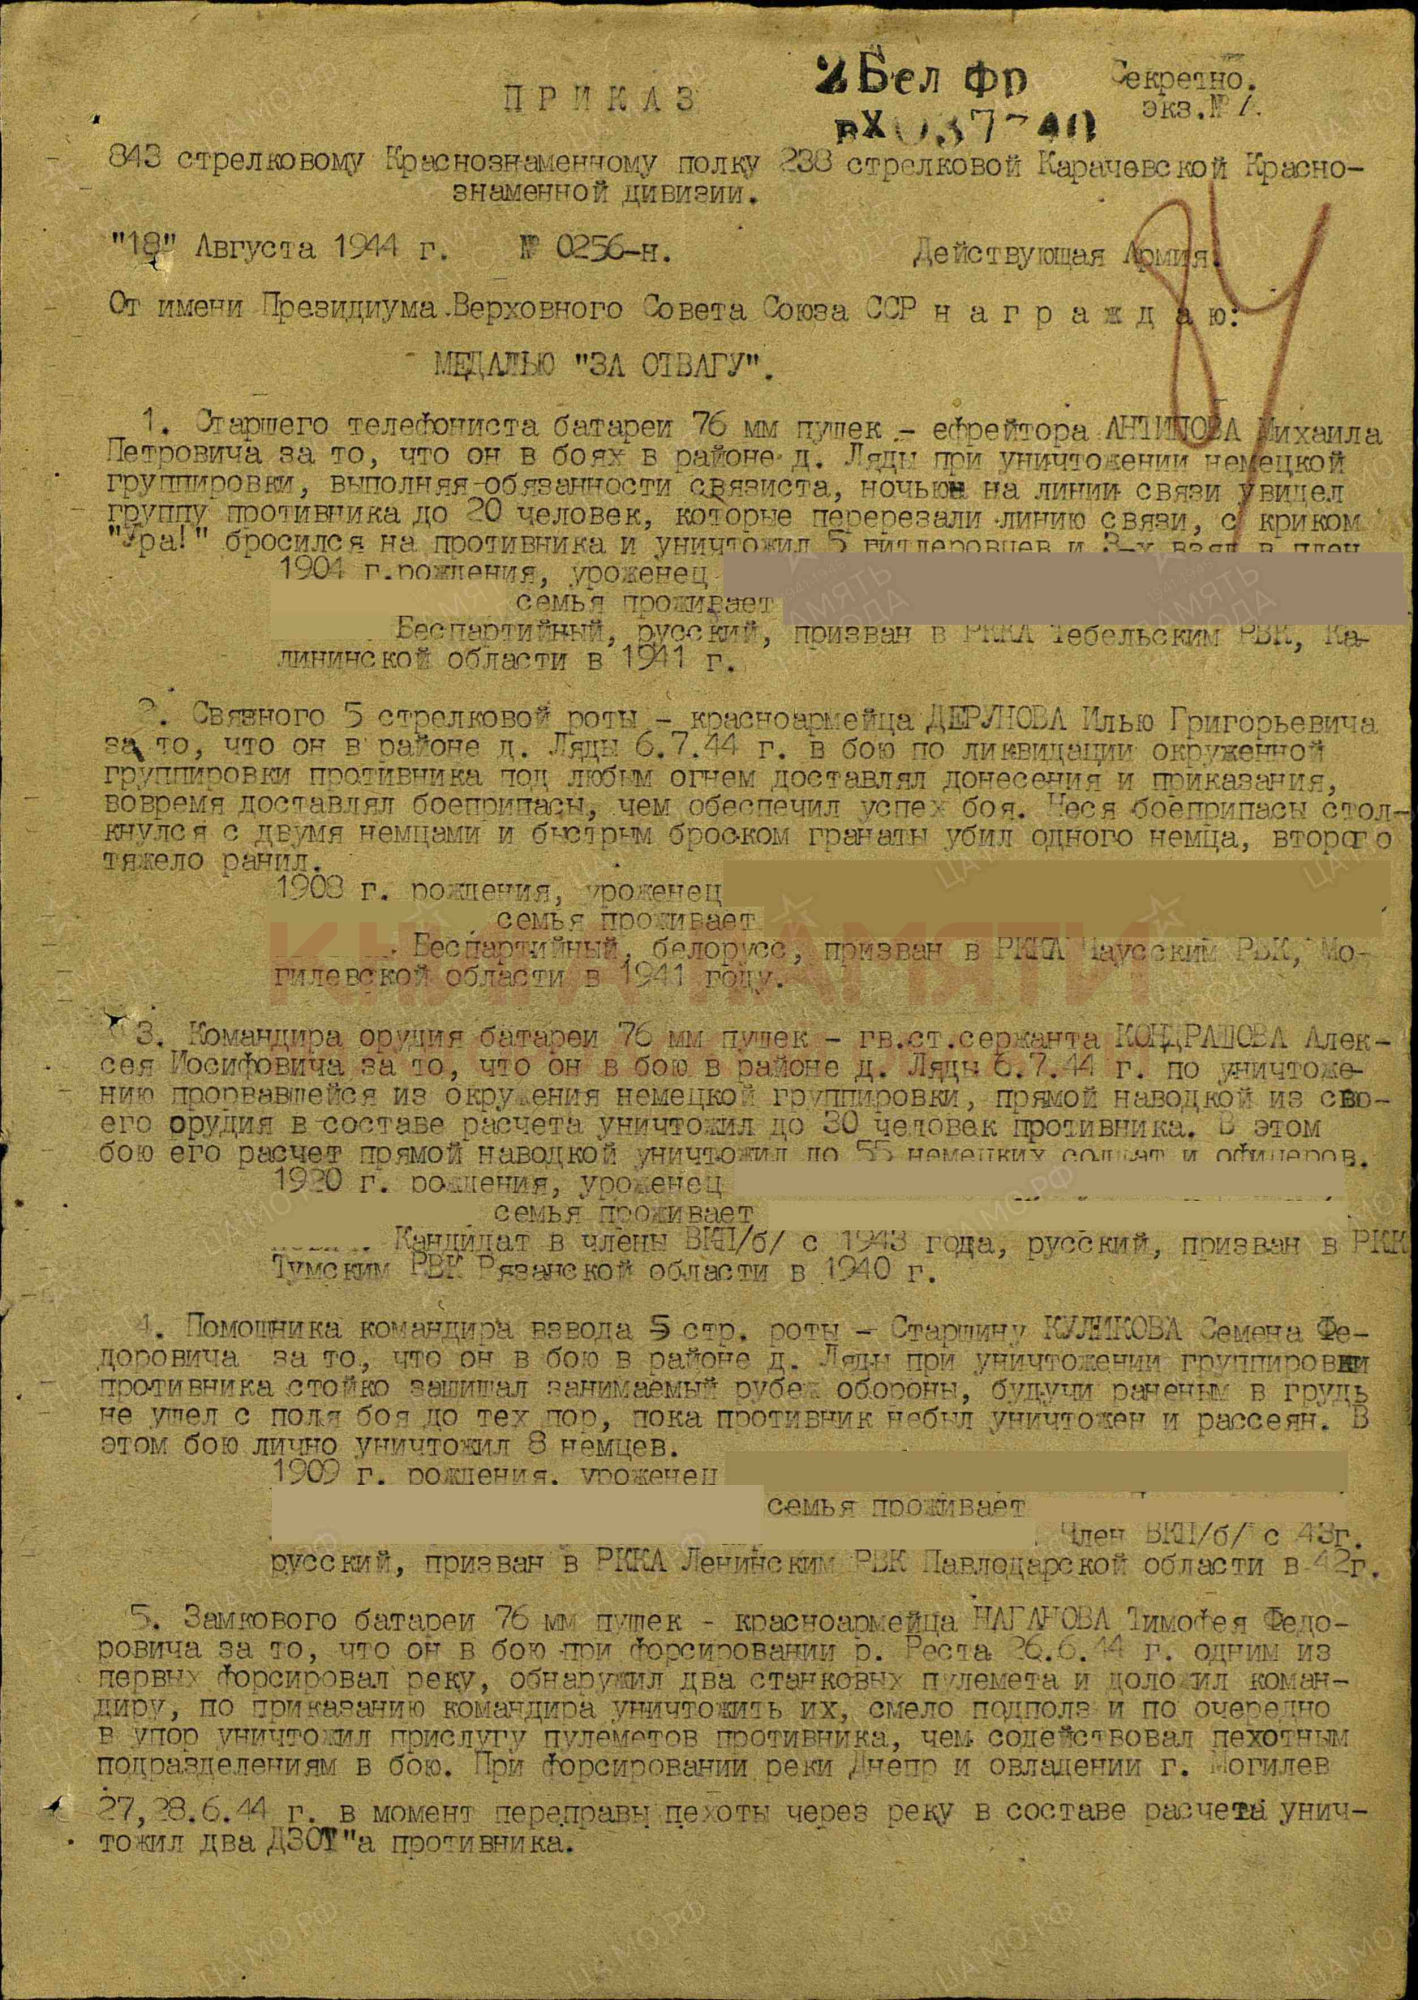 ПРИКАЗ
2 Бел фр
Секретно.
экз.№
вх 037740
843 стрелковому Краснознаменному полку 238 стрелковой Карачевской Красно-
знаменной дивизии.
84
"18" Августа 1944 г. № 0256-н. Действующая Армия.
От имени Президиума Верховного Совета Союза ССР н а г р а ж д а ю:
МЕДАЛЬЮ "ЗА ОТВАГУ".
1. Старшего телефониста батареи 76 мм пушек - ефрейтора АНТИПОВА Михаила
Петровича за то, что он в боях в районе д. Ляды при уничтожении немецкой
группировки, выполняя обязанности связиста, ночью на линии связи увидел
группу противника до 20 человек, которые перерезали линию связи, с криком
"Ура!" бросился на противника и уничтожил 5 гитлеровцев и 3-х взял в плен
1904 г.рождения, уроженец
семья проживает
Беспартийный, русский, призван в РККА Тебельским РВК, Ка-
лининской области в 1941 г.
2. Связного 5 стрелковой роты - красноармейца ДЕРУНОВА Илью Григорьевича
за то, что он в районе д. Ляды 6.7.44 г. в бою по ликвидации окруженной
группировки противника под любым огнем доставлял донесения и приказания,
вовремя доставлял боеприпасы, чем обеспечил успех боя. Неся боеприпасы стол-
кнулся с двумя немцами и быстрым броском гранаты убил одного немца, второго
тяжело ранил.
1908 г. рождения, уроженец
семья проживает
Беспартийный, белорусс, призван в РККА Чаусским РВК, Мо-
гилевской области в 1941 году.
КНИГА ПАМЯТИ
3. Командира орудия батареи 76 мм пушек - гв.ст.сержанта КОНДРАШОВА Алек-
сея Иосифовича за то, что он в бою в районе д. Ляды 6.7.44 г. по уничтоже-
нию прорвавшейся из окружения немецкой группировки, прямой наводкой из сво-
его орудия в составе расчета уничтожил до 30 человек противника. В этом
бою его расчет прямой наводкой уничтожил до 55 немецких солдат и офицеров.
1920 г. рождения, уроженец
семья проживает
Кандидат в члены ВКП/б/ с 1943 года, русский, призван в РКК
Тумским РВК Рязанской области в 1940 г.
4. Помошника командира взвода 5 стр. роты - Старшину КУЛИКОВА Семена Фе-
доровича за то, что он в бою в районе д. Ляды при уничтожении группировки
противника стойко защищал занимаемый рубеж обороны, будучи раненым в грудь
не ушел с поля боя до тех пор, пока противник небыл уничтожен и рассеян. В
этом бою лично уничтожил 8 немцев.
1909 г. рождения, уроженец
семья проживает
Член ВКП/б/ с 43г.
русский, призван в РККА Ленинским РВК Павлодарской области в 42г.
5. Замкового батареи 76 мм пушек - красноармейца НАГАНОВА Тимофея Федо-
ровича за то, что он в бою при форсировании р. Реста 26.6.44 г. одним из
первых форсировал реку, обнаружил два станковых пулемета и доложил коман-
диру, по приказанию командира уничтожить их, смело подполз и по очередно
в упор уничтожил прислугу пулеметов противника, чем содействовал пехотным
подразделениям в бою. При форсировании реки Днепр и овладении г. Могилев
27,28.6.44 г. в момент переправы пехоты через реку в составе расчета унич-
тожил два ДЗОТ"а противника.